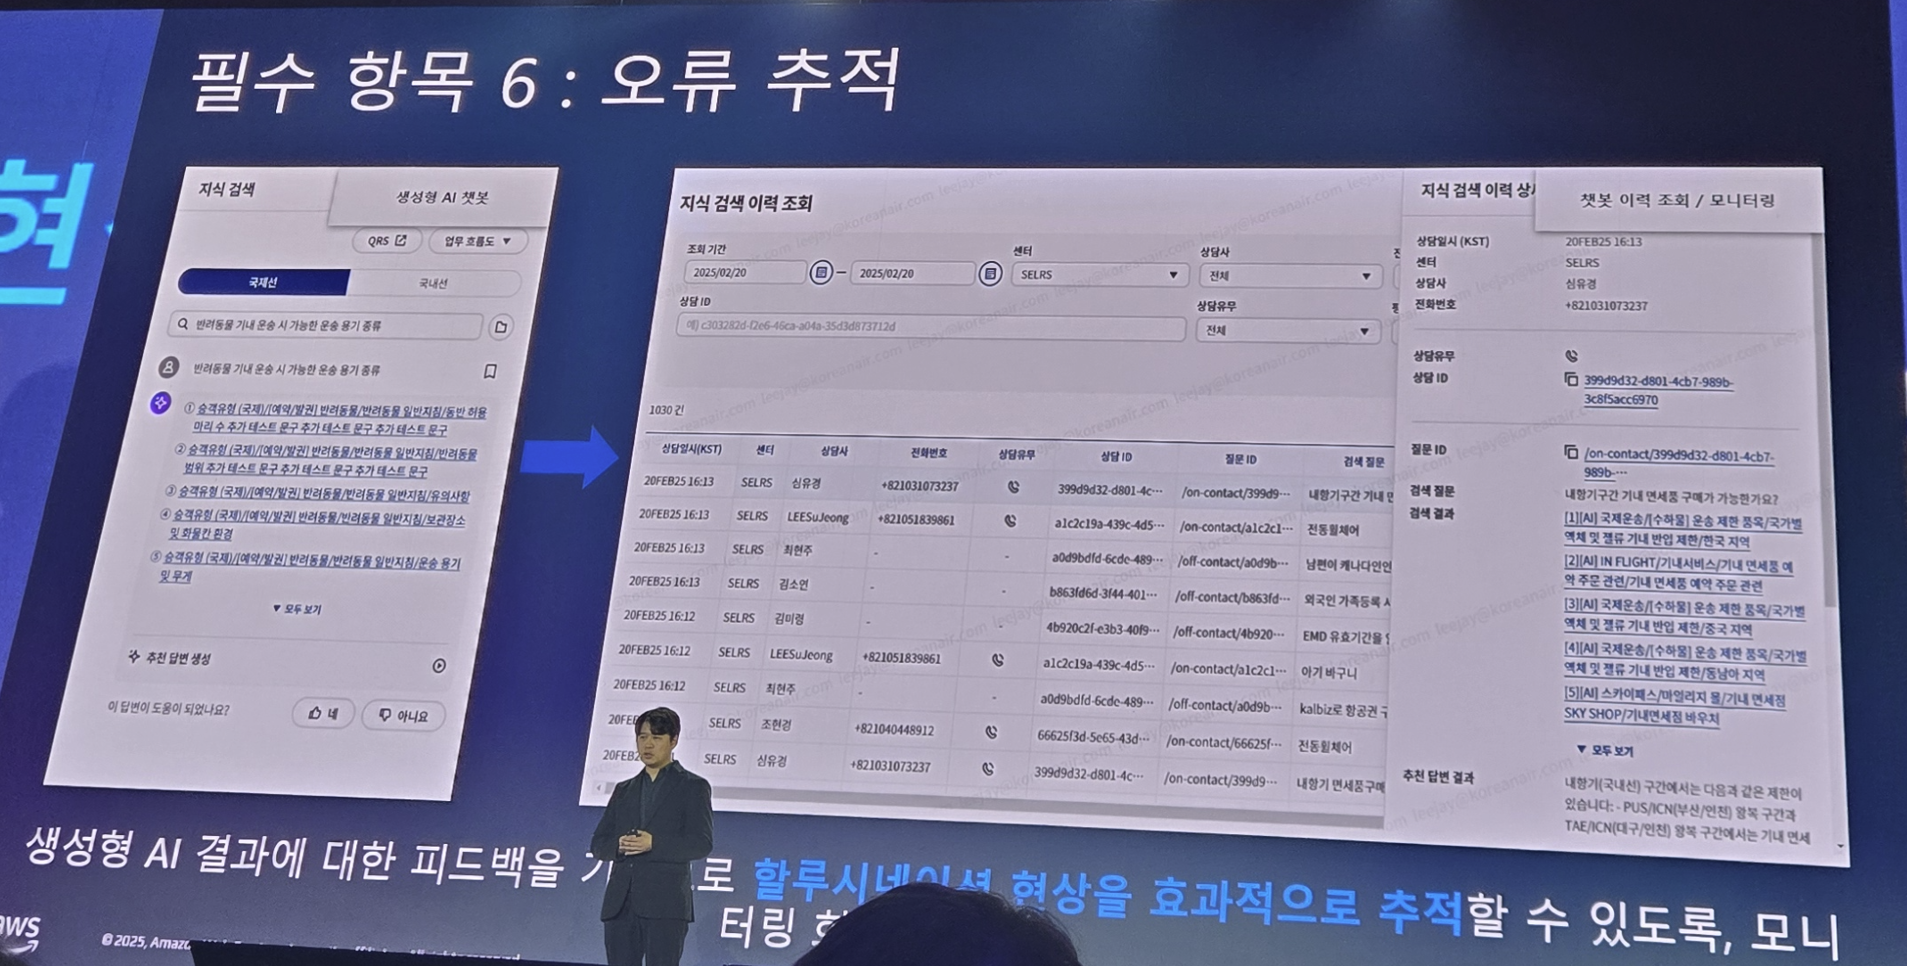 필수 항목 6 : 오류 추적
현
지식 검색
생성형 AI 챗봇
QRS
업무 흐름도 ▼
국제선
국내선
반려동물 기내 운송 시 가능한 운송 용기 종류
반려동물 기내 운송 시 가능한 운송 용기 종류
① 승객유형 (국제)/[예약/발권] 반려동물/반려동물 일반지침/동반 허용
마리 수 추가 테스트 문구 추가 테스트 문구 추가 테스트 문구
② 승객유형 (국제)/[예약/발권] 반려동물/반려동물 일반지침/반려동물
범위 추가 테스트 문구 추가 테스트 문구 추가 테스트 문구
③ 승객유형 (국제)/[예약/발권] 반려동물/반려동물 일반지침/유의사항
④ 승객유형 (국제)/[예약/발권] 반려동물/반려동물 일반지침/보관장소
및 화물칸 환경
⑤ 승객유형 (국제)/[예약/발권] 반려동물/반려동물 일반지침/운송 용기
및 무게
▼ 모두 보기
추천 답변 생성
이 답변이 도움이 되었나요?
네
아니요
지식 검색 이력 조회
조회 기간
센터
상담사
2025/02/20 – 2025/02/20
SELRS ▼
전체 ▼
상담 ID
상담유무
예) c303282d-f2e6-46ca-a04a-35d3d873712d
전체 ▼
1030 건
상담일시(KST) 센터 상담사 전화번호 상담유무 상담 ID 질문 ID 검색 질문
20FEB25 16:13 SELRS 심유경 +821031073237 399d9d32-d801-4c··· /on-contact/399d9··· 내항기구간 기내 면
20FEB25 16:13 SELRS LEESuJeong +821051839861 a1c2c19a-439c-4d5··· /on-contact/a1c2c1··· 전동휠체어
20FEB25 16:13 SELRS 최현주 - - a0d9bdfd-6cde-489··· /off-contact/a0d9b··· 남편이 캐나다인인
20FEB25 16:13 SELRS 김소언 - - b863fd6d-3f44-401··· /off-contact/b863fd··· 외국인 가족등록 시
20FEB25 16:12 SELRS 김미경 - - 4b920c2f-e3b3-40f9··· /off-contact/4b920··· EMD 유효기간을
20FEB25 16:12 SELRS LEESuJeong +821051839861 a1c2c19a-439c-4d5··· /on-contact/a1c2c1··· 아기 바구니
20FEB25 16:12 SELRS 최현주 - - a0d9bdfd-6cde-489··· /off-contact/a0d9b··· kalbiz로 항공권 구
20FEB SELRS 조현경 +821040448912 66625f3d-5e65-43d··· /on-contact/66625f··· 전동휠체어
20FEB2 SELRS 심유경 +821031073237 399d9d32-d801-4c··· /on-contact/399d9··· 내항기 면세품구매
지식 검색 이력 상세
챗봇 이력 조회 / 모니터링
상담일시 (KST) 20FEB25 16:13
센터 SELRS
상담사 심유경
전화번호 +821031073237
상담유무
상담 ID 399d9d32-d801-4cb7-989b-
3c8f5acc6970
질문 ID /on-contact/399d9d32-d801-4cb7-
989b-···
검색 질문 내항기구간 기내 면세품 구매가 가능한가요?
검색 결과 [1][AI] 국제운송/[수하물] 운송 제한 품목/국가별
액체 및 젤류 기내 반입 제한/한국 지역
[2][AI] IN FLIGHT/기내서비스/기내 면세품 예
약 주문 관련/기내 면세품 예약 주문 관련
[3][AI] 국제운송/[수하물] 운송 제한 품목/국가별
액체 및 젤류 기내 반입 제한/중국 지역
[4][AI] 국제운송/[수하물] 운송 제한 품목/국가별
액체 및 젤류 기내 반입 제한/동남아 지역
[5][AI] 스카이패스/마일리지 몰/기내 면세점
SKY SHOP/기내면세점 바우처
▼ 모두 보기
추천 답변 결과 내항기(국내선) 구간에서는 다음과 같은 제한이
있습니다: - PUS/ICN(부산/인천) 왕복 구간과
TAE/ICN(대구/인천) 왕복 구간에서는 기내 면세
leejay@koreanair.com
생성형 AI 결과에 대한 피드백을 로 할루시네이션 현상을 효과적으로 추적할 수 있도록, 모니
터링
aws
© 2025, Amazo